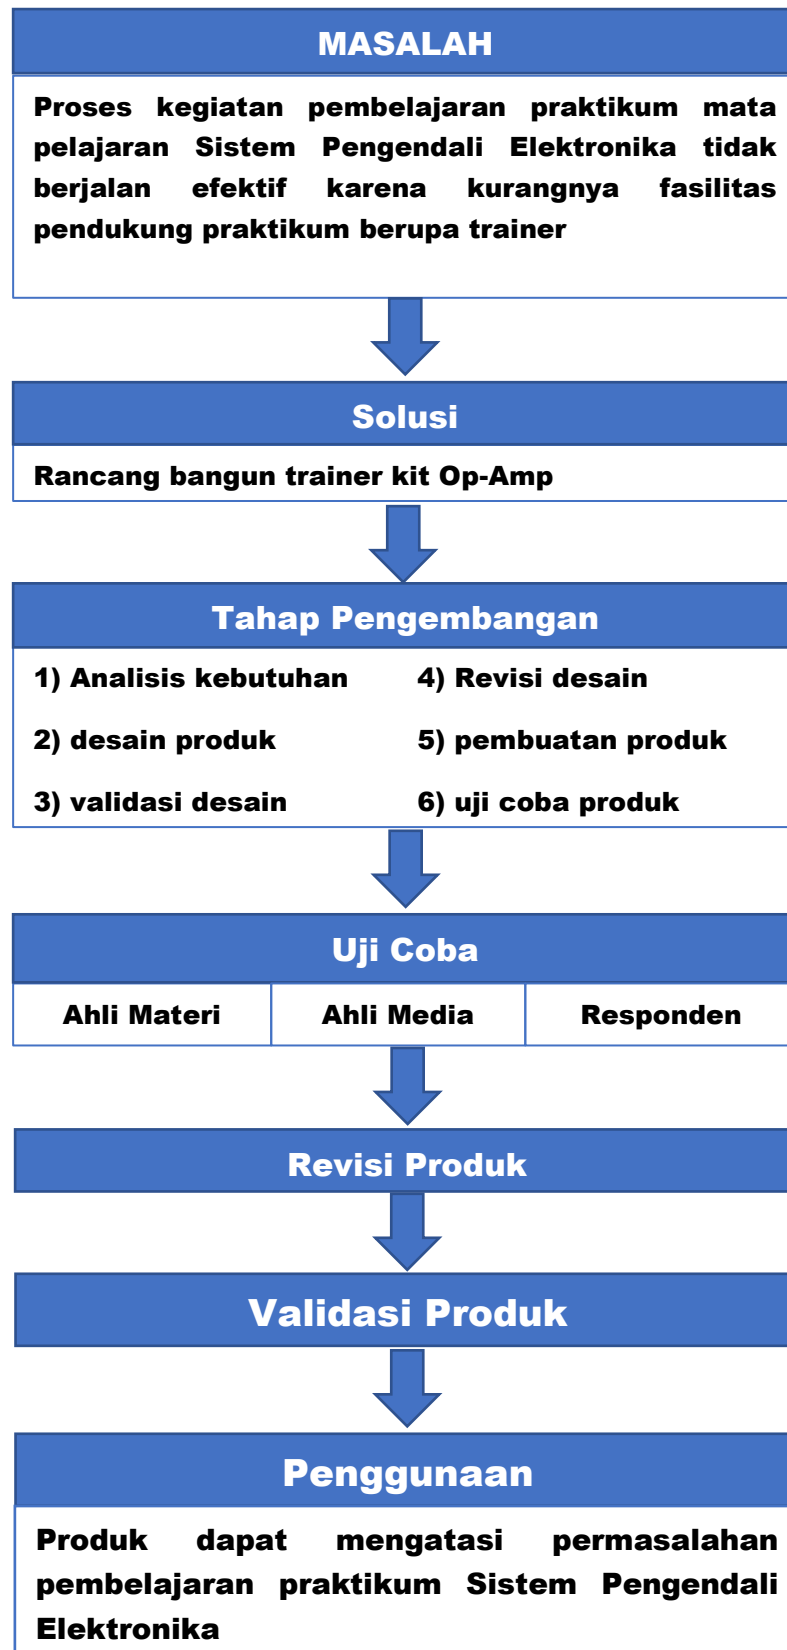 MASALAH
Proses kegiatan pembelajaran praktikum mata
pelajaran Sistem Pengendali Elektronika tidak
berjalan efektif karena kurangnya fasilitas
pendukung praktikum berupa trainer
Solusi
Rancang bangun trainer kit Op-Amp
Tahap Pengembangan
1) Analisis kebutuhan
2) desain produk
3) validasi desain
4) Revisi desain
5) pembuatan produk
6) uji coba produk
Uji Coba
Ahli Materi
Ahli Media
Responden
Revisi Produk
Validasi Produk
Penggunaan
Produk dapat mengatasi permasalahan
pembelajaran praktikum Sistem Pengendali
Elektronika